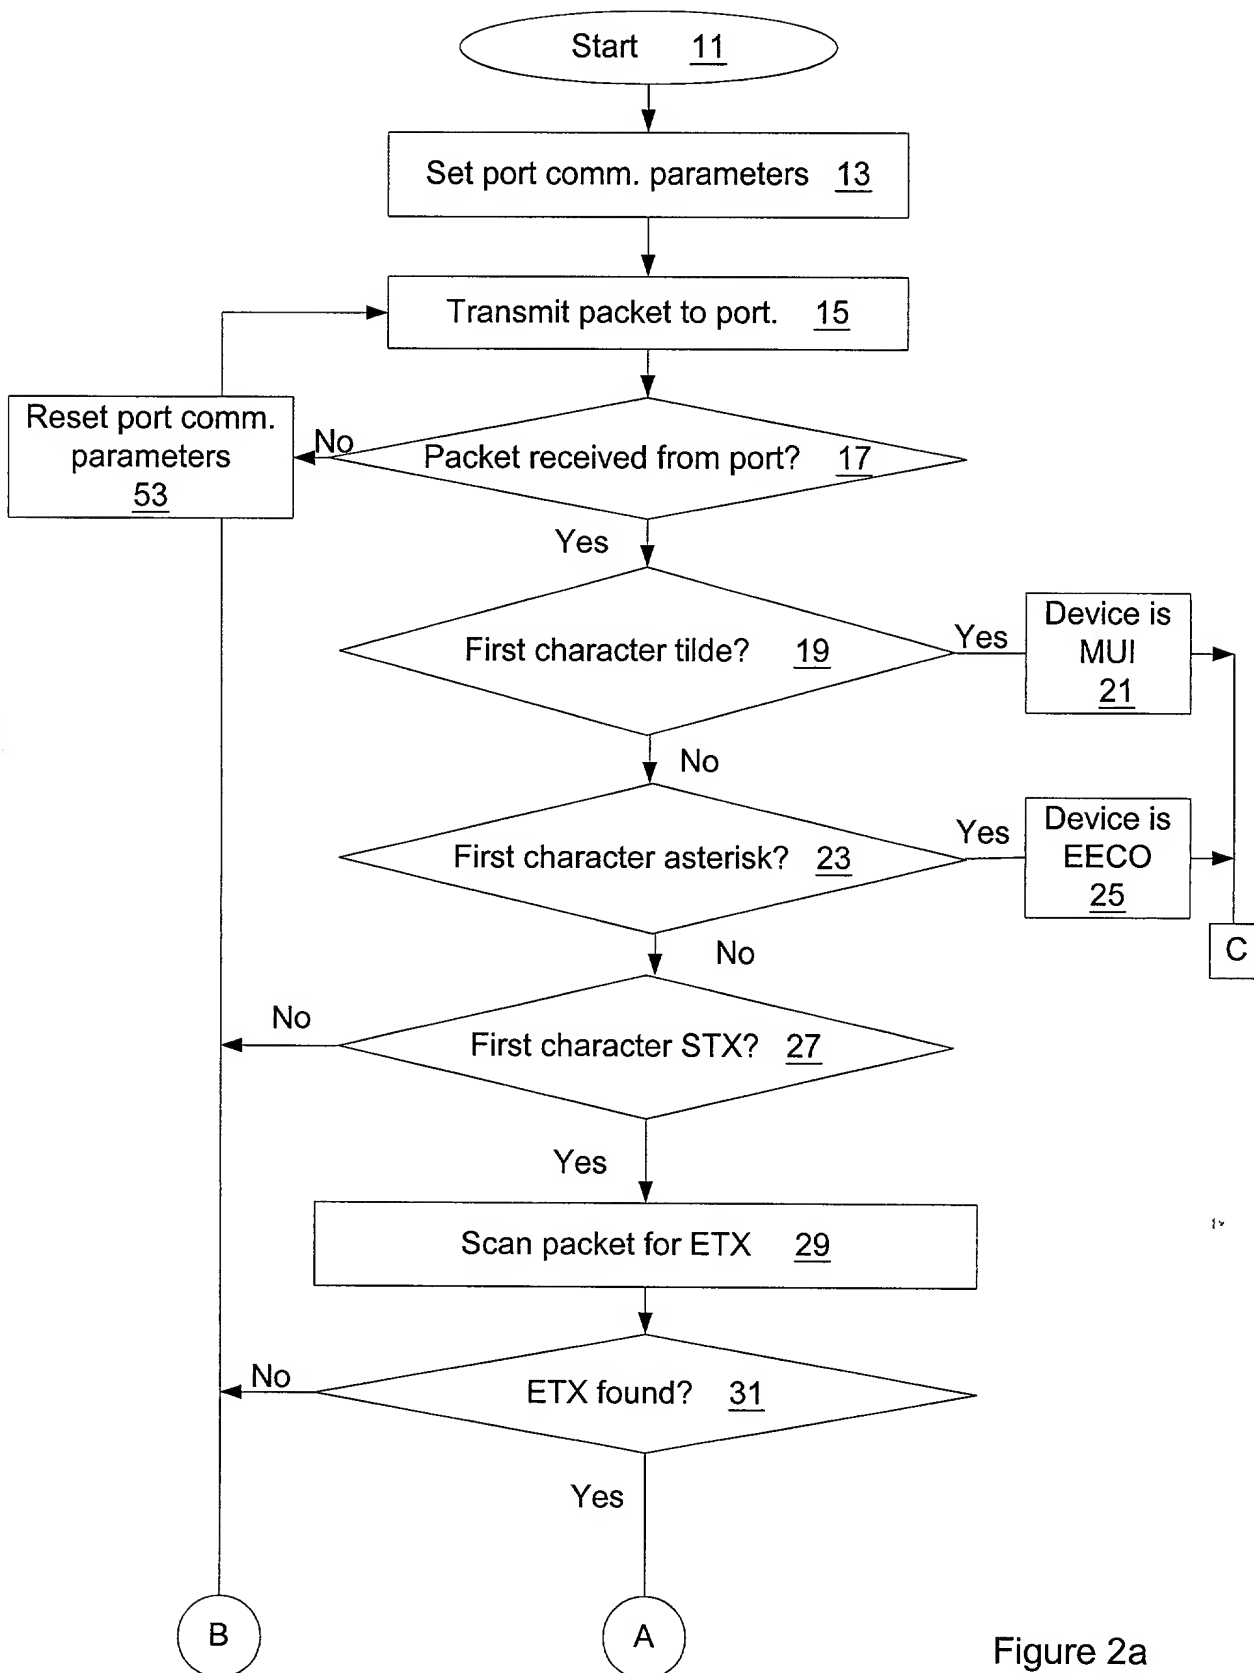 Start 11
Set port comm. parameters 13
Transmit packet to port. 15
Reset port comm.
parameters
53
No
Packet received from port? 17
Yes
First character tilde? 19
Yes
Device is
MUI
21
No
First character asterisk? 23
Yes
Device is
EECO
25
C
No
First character STX? 27
No
Yes
Scan packet for ETX 29
ETX found? 31
No
Yes
B
A
Figure 2a